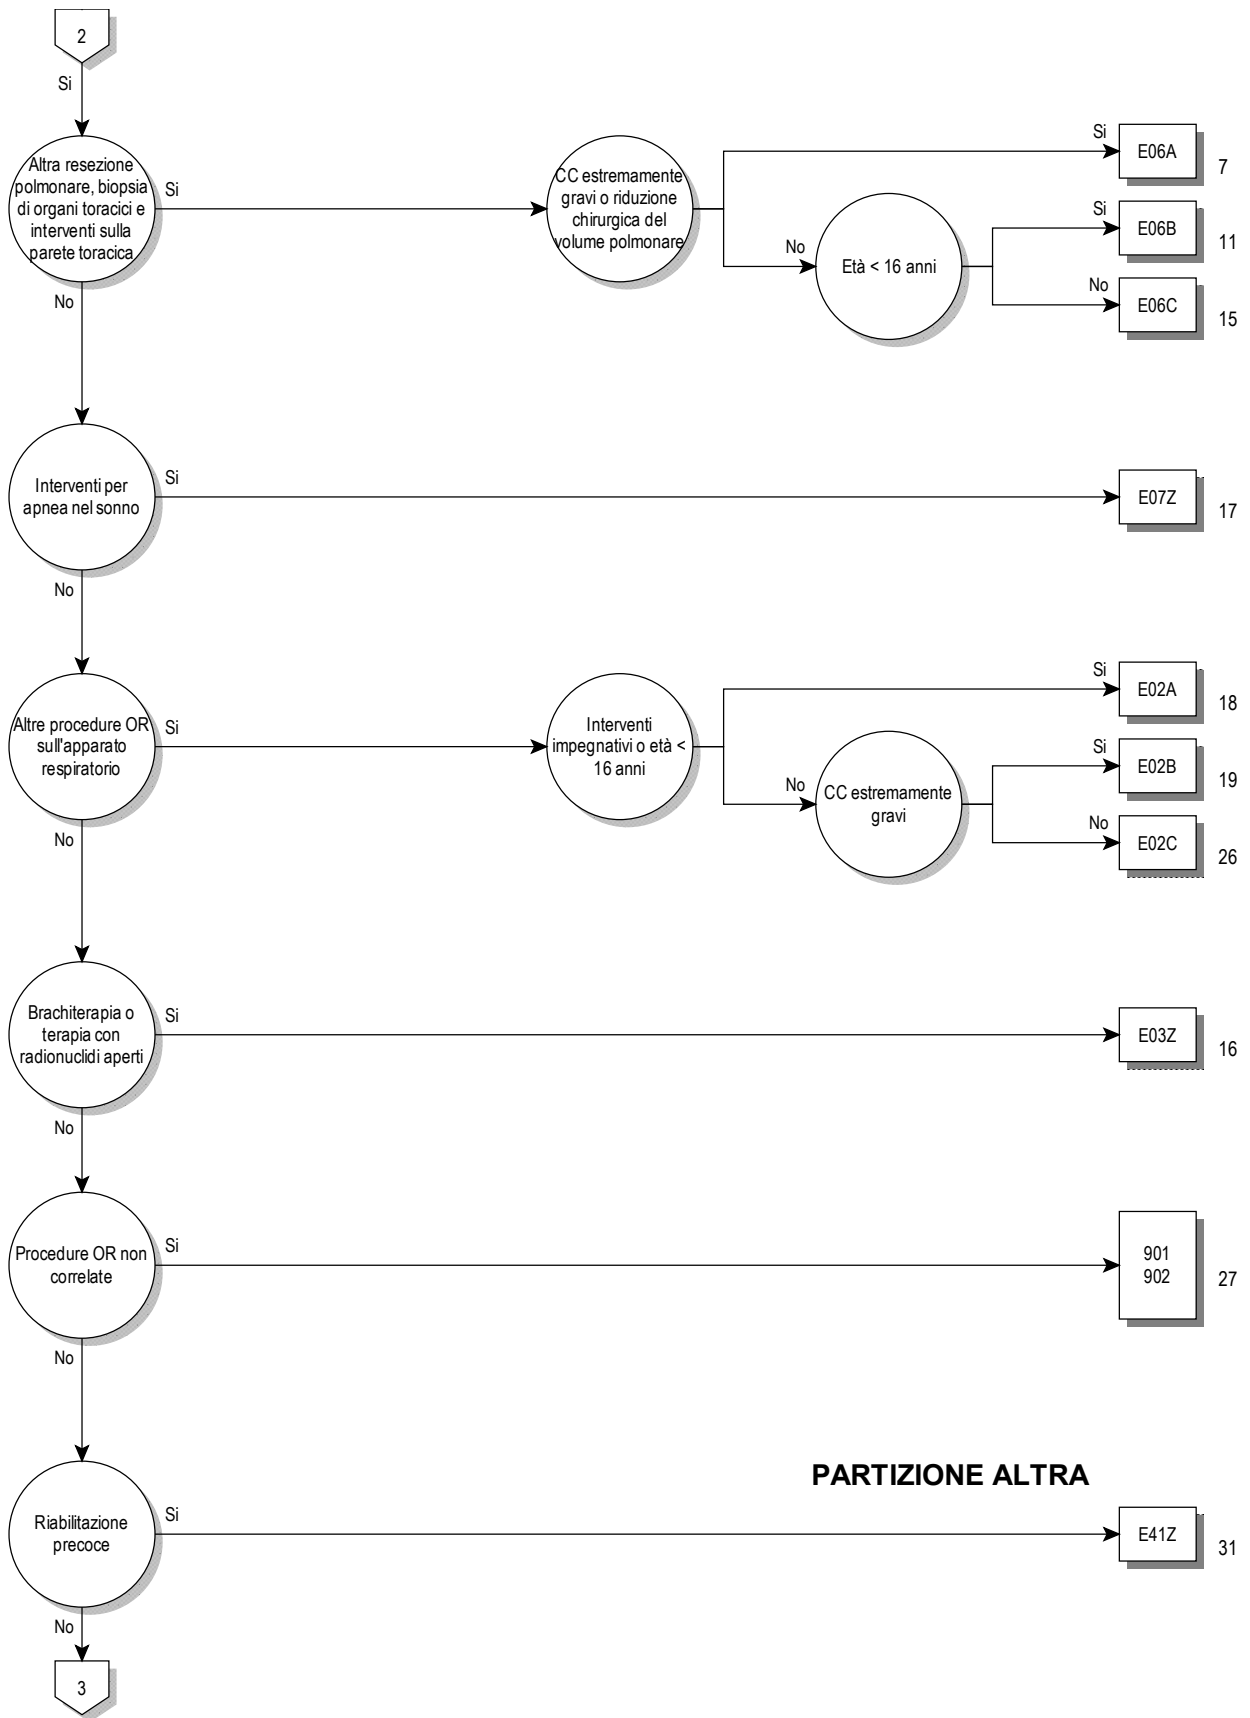 2
Si
Altra resezione
polmonare, biopsia
di organi toracici e
interventi sulla
parete toracica
Si
CC estremamente
gravi o riduzione
chirurgica del
volume polmonare
Si
E06A
7
No
Età < 16 anni
Si
E06B
11
No
E06C
15
No
Interventi per
apnea nel sonno
Si
E07Z
17
No
Altre procedure OR
sull'apparato
respiratorio
Si
Interventi
impegnativi o età <
16 anni
Si
E02A
18
No
CC estremamente
gravi
Si
E02B
19
No
E02C
26
No
Brachiterapia o
terapia con
radionuclidi aperti
Si
E03Z
16
No
Procedure OR non
correlate
Si
901
902
27
No
PARTIZIONE ALTRA
Riabilitazione
precoce
Si
E41Z
31
No
3